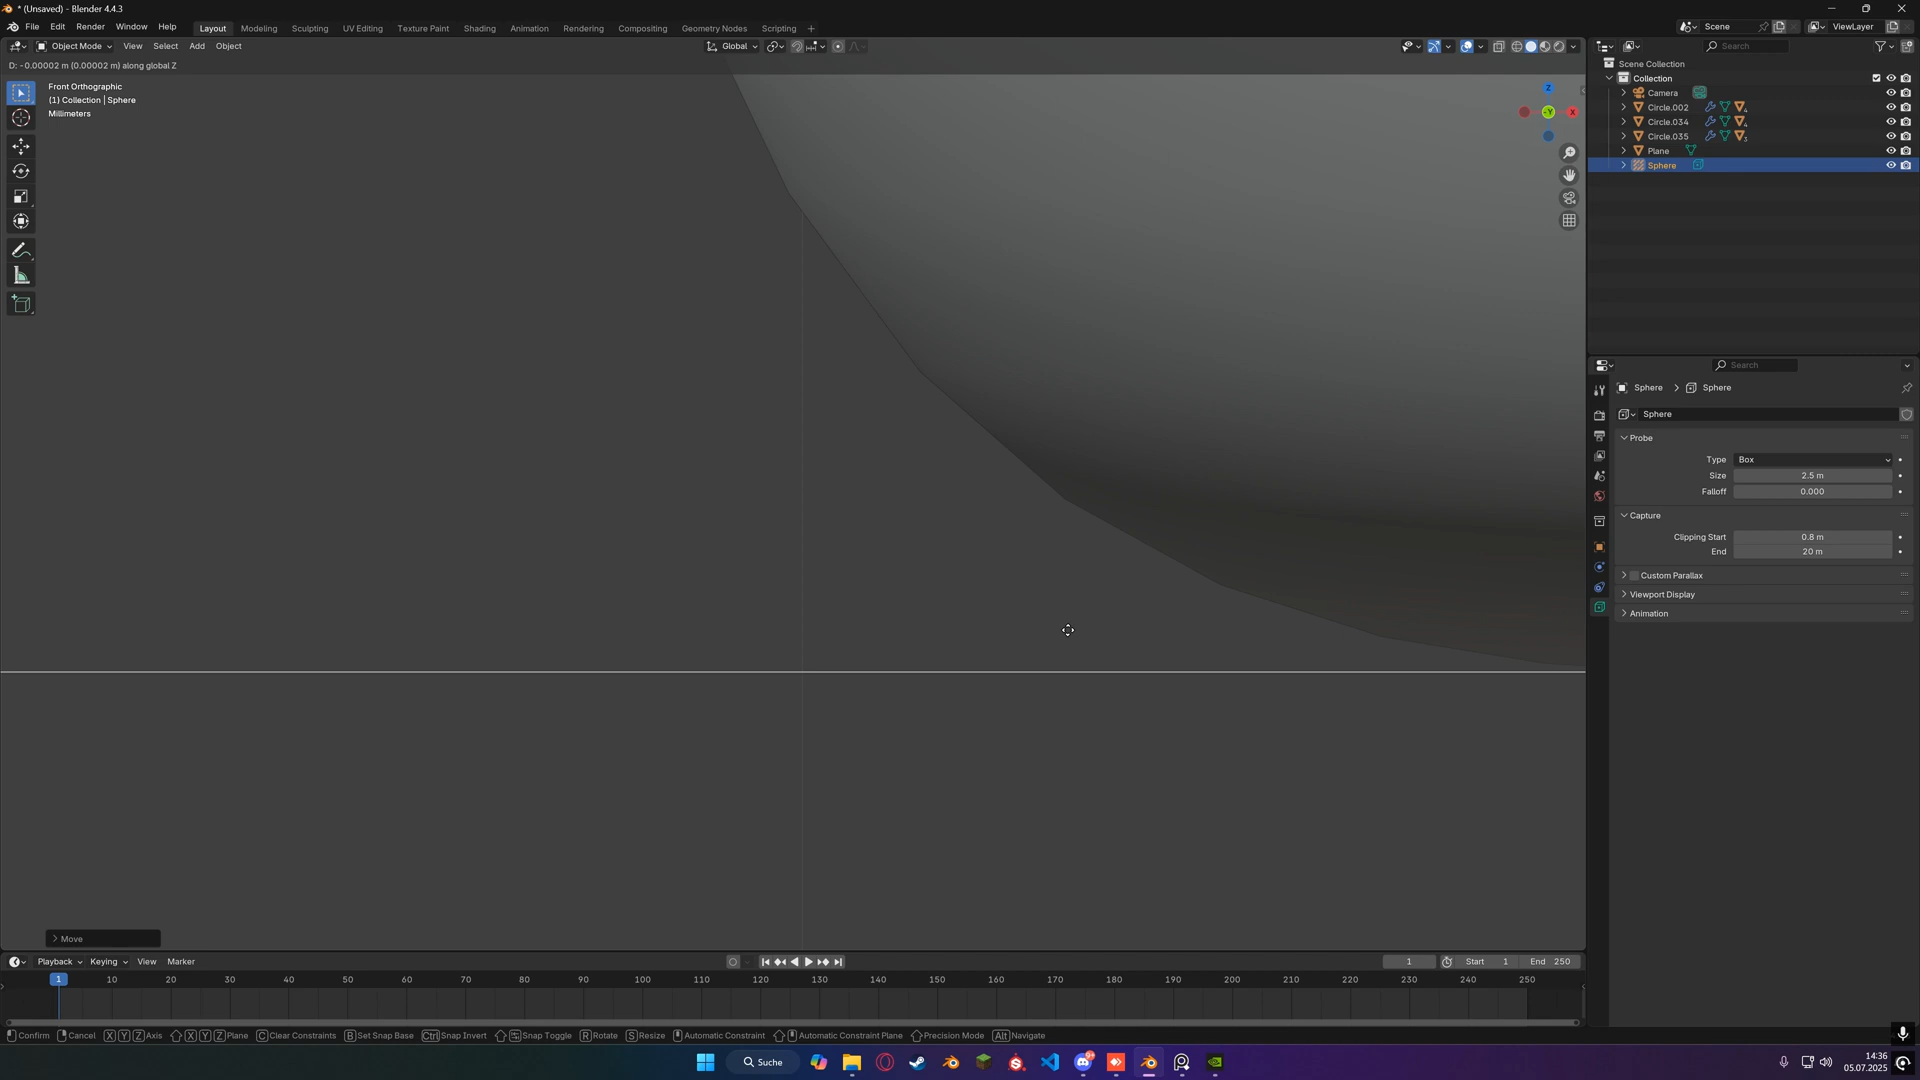 * (Unsaved) - Blender 4.4.3
File Edit Render Window Help Layout Modeling Sculpting UV Editing Texture Paint Shading Animation Rendering Compositing Geometry Nodes Scripting + Scene ViewLayer
Object Mode View Select Add Object Global Search
D: -0.00002 m (0.00002 m) along global Z
Front Orthographic
(1) Collection | Sphere
Millimeters
Z
-Y
X
Scene Collection
Collection
Camera
Circle.002 4
Circle.034 4
Circle.035 3
Plane
Sphere
Search
Sphere > Sphere
Sphere
Probe
Type Box
Size 2.5 m
Falloff 0.000
Capture
Clipping Start 0.8 m
End 20 m
Custom Parallax
Viewport Display
Animation
Move
Playback Keying View Marker 1 Start 1 End 250
1 10 20 30 40 50 60 70 80 90 100 110 120 130 140 150 160 170 180 190 200 210 220 230 240 250
Confirm Cancel X Y Z Axis X Y Z Plane C Clear Constraints B Set Snap Base Ctrl Snap Invert Snap Toggle R Rotate S Resize Automatic Constraint Automatic Constraint Plane Precision Mode Alt Navigate
Suche
14:36
05.07.2025